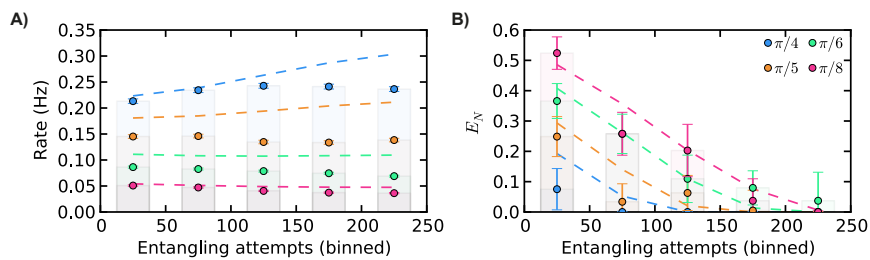 A)
0.35
0.30
0.25
0.20
0.15
0.10
0.05
0.00
Rate (Hz)
0 50 100 150 200 250
Entangling attempts (binned)
B)
0.6
0.5
0.4
0.3
0.2
0.1
0.0
E_N
π/4 π/6
π/5 π/8
0 50 100 150 200 250
Entangling attempts (binned)